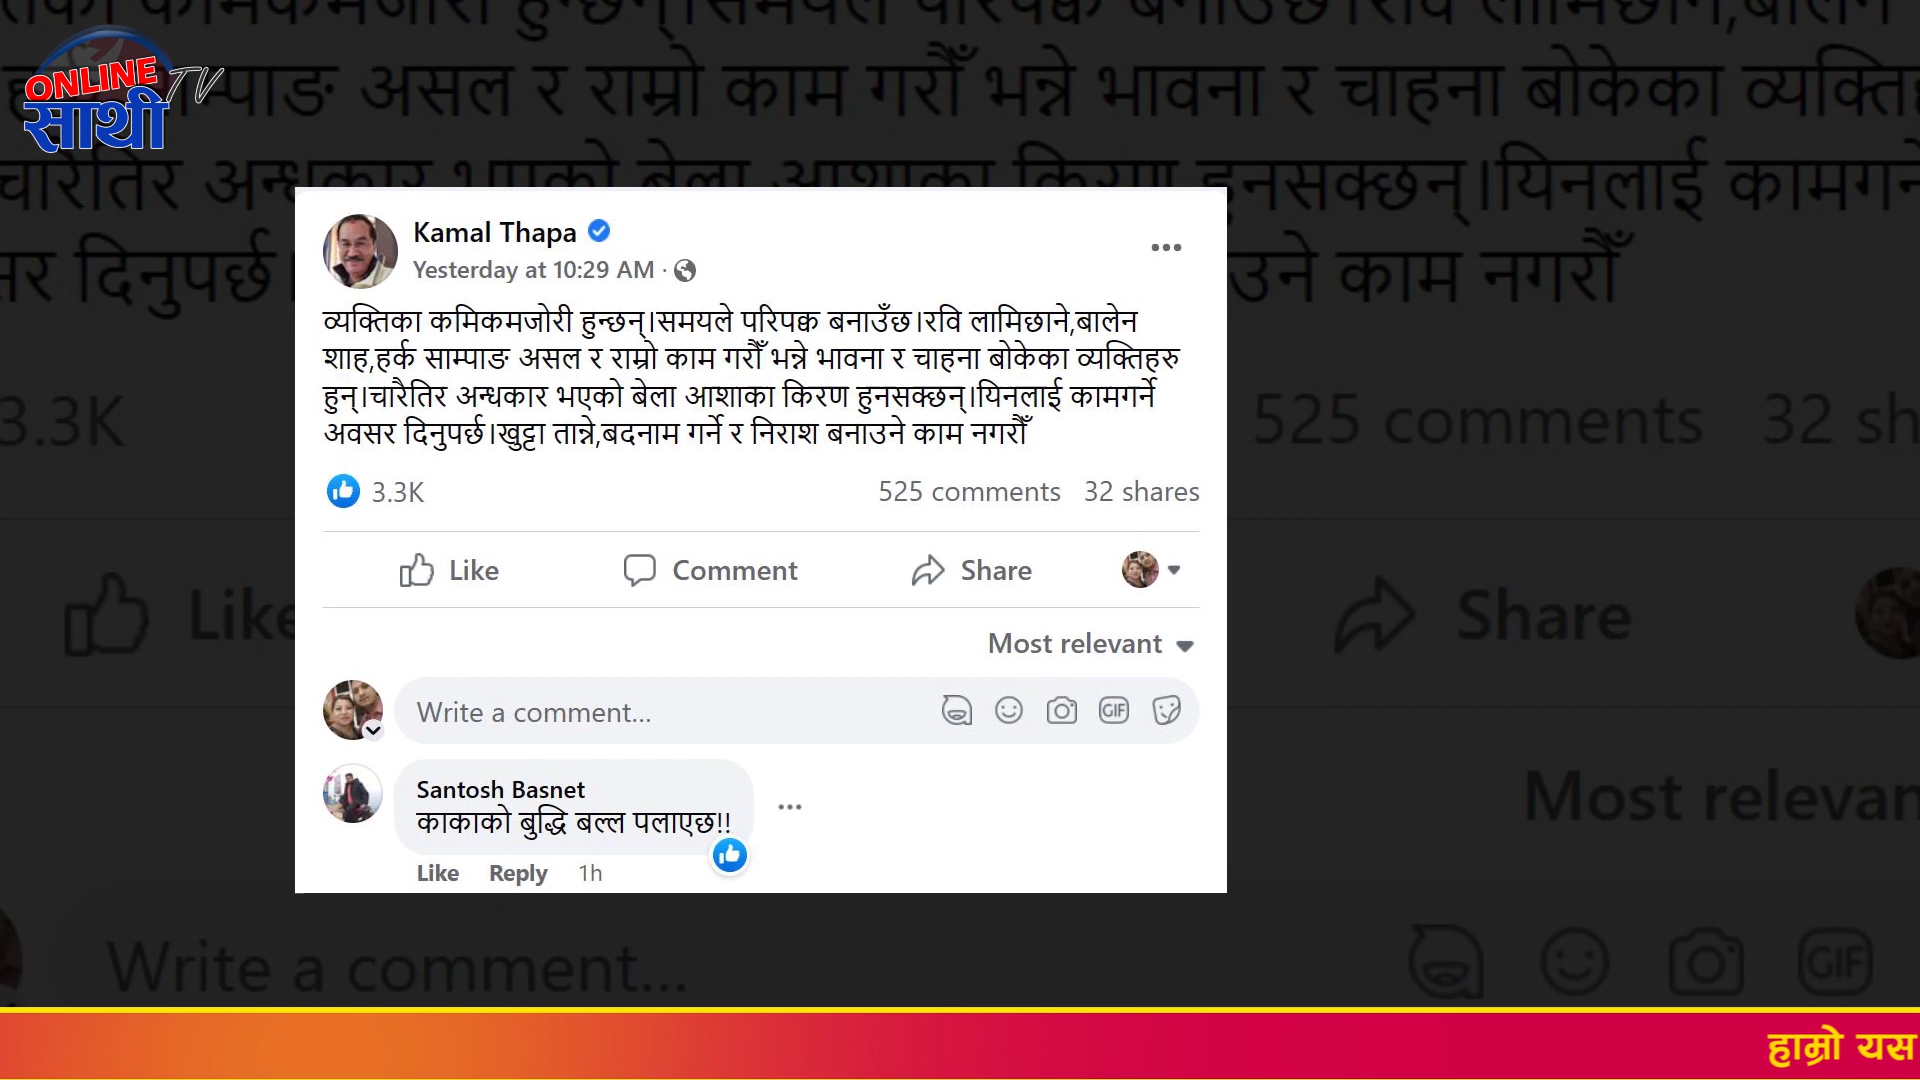 ONLINE TV
साथी
Kamal Thapa
Yesterday at 10:29 AM ·
व्यक्तिका कमिकमजोरी हुन्छन्।समयले परिपक्व बनाउँछ।रवि लामिछाने,बालेन
शाह,हर्क साम्पाङ असल र राम्रो काम गरौँ भन्ने भावना र चाहना बोकेका व्यक्तिहरु
हुन्।चारैतिर अन्धकार भएको बेला आशाका किरण हुनसक्छन्।यिनलाई कामगर्ने
अवसर दिनुपर्छ।खुट्टा तान्ने,बदनाम गर्ने र निराश बनाउने काम नगरौँ
3.3K 525 comments 32 shares
Like Comment Share
Most relevant
Write a comment...
GIF
Santosh Basnet
काकाको बुद्धि बल्ल पलाएछ!!
Like Reply 1h
हाम्रो यस